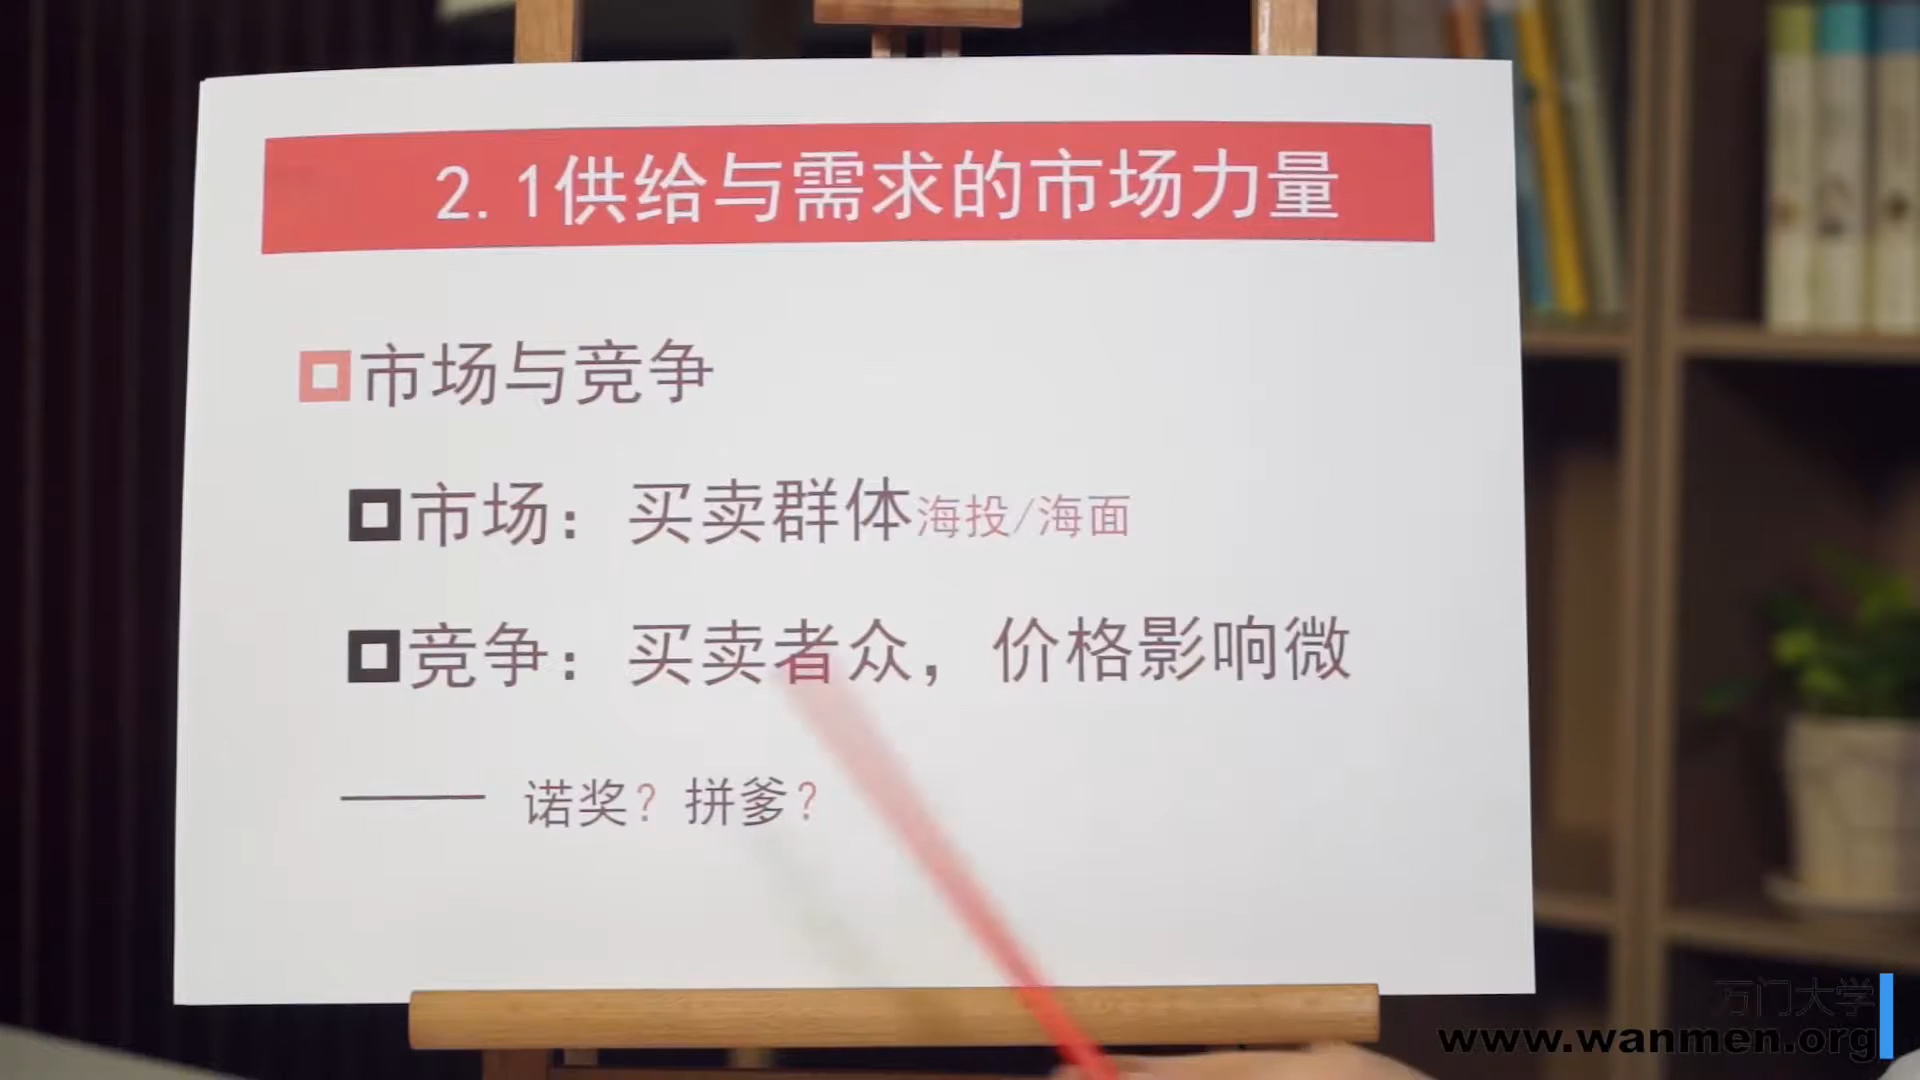 2.1供给与需求的市场力量
市场与竞争
市场：买卖群体海投/海面
竞争：买卖者众，价格影响微
—— 诺奖？拼爹？
万门大学
www.wanmen.org